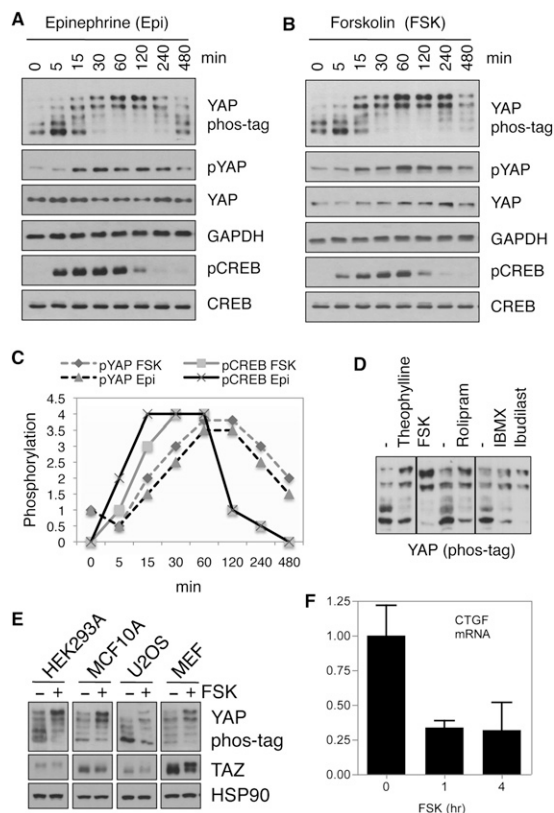 A
Epinephrine (Epi)
0 5 15 30 60 120 240 480 min
YAP
phos-tag
pYAP
YAP
GAPDH
pCREB
CREB
B
Forskolin (FSK)
0 5 15 30 60 120 240 480 min
YAP
phos-tag
pYAP
YAP
GAPDH
pCREB
CREB
C
pYAP FSK pCREB FSK
pYAP Epi pCREB Epi
Phosphorylation
4
3.5
3
2.5
2
1.5
1
0.5
0
0 5 15 30 60 120 240 480
min
D
- Theophylline FSK - Rolipram - IBMX Ibudilast
YAP (phos-tag)
E
HEK293A MCF10A U2OS MEF
– + – + – + – + FSK
YAP
phos-tag
TAZ
HSP90
F
CTGF
mRNA
1.25
1.00
0.75
0.50
0.25
0.00
0 1 4
FSK (hr)